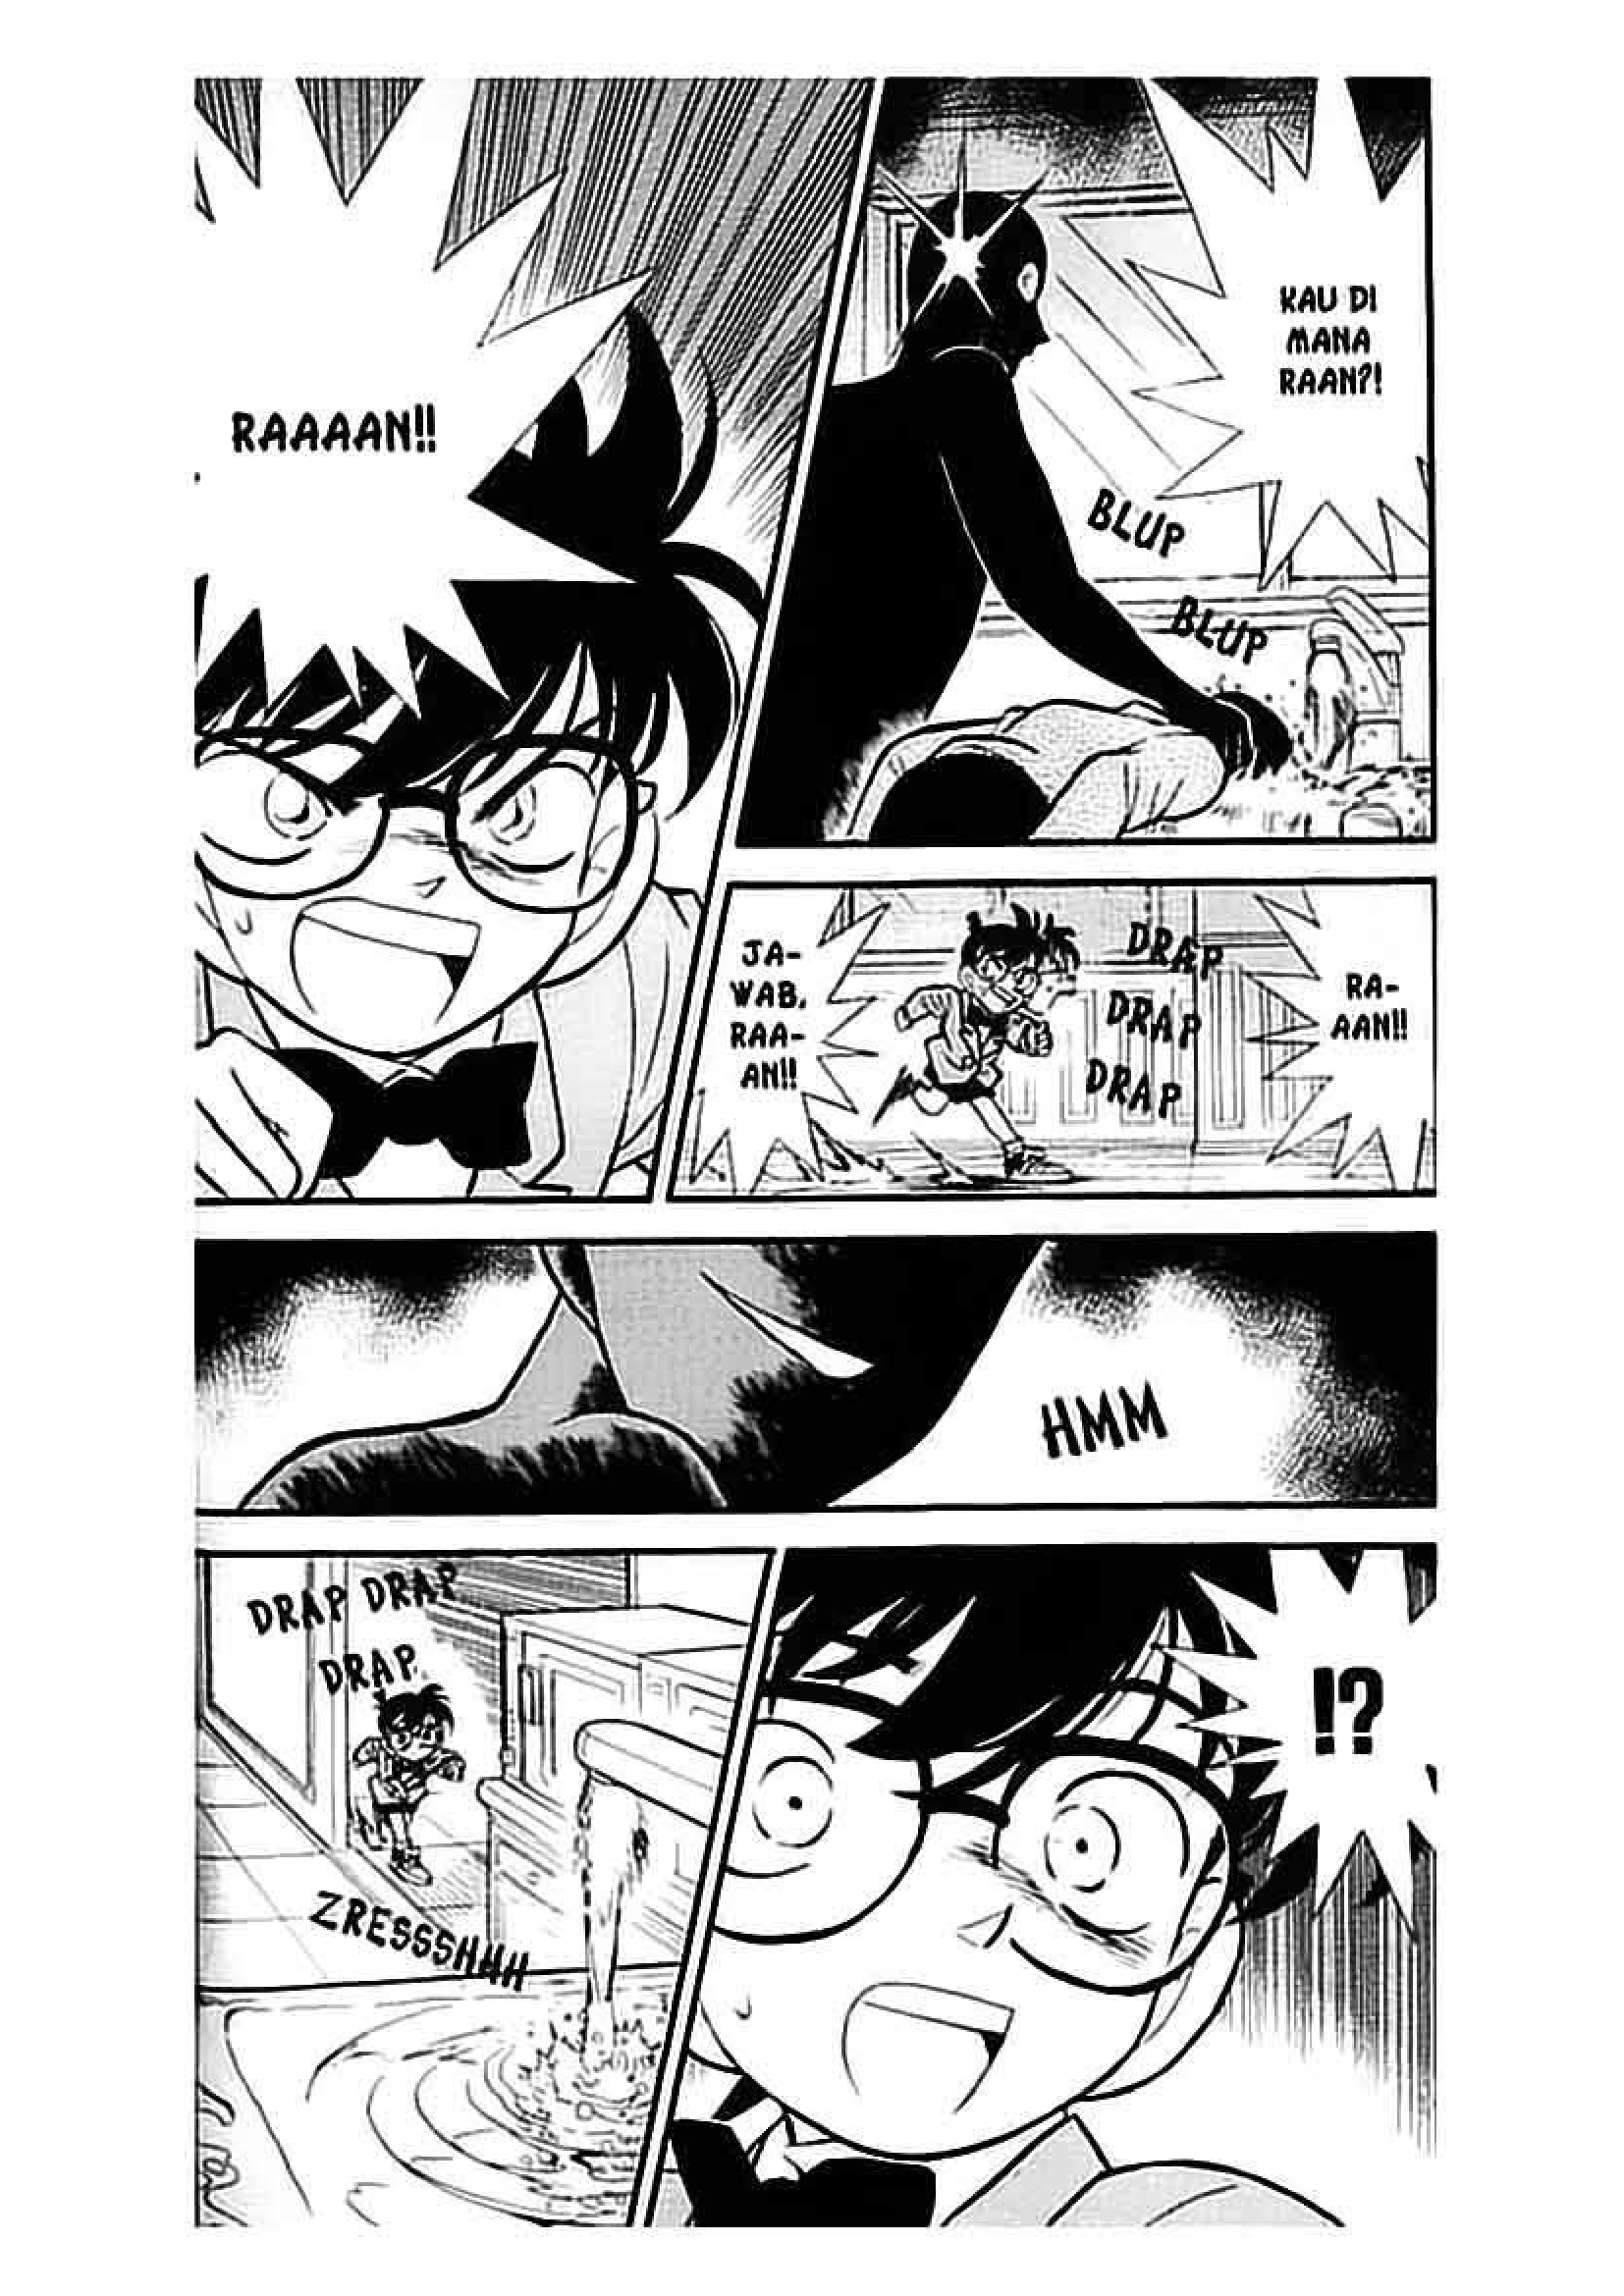 KAU DI
MANA
RAAN?!
BLUP
BLUP
RAAAAN!!
RA-
AAN!!
DRAP
DRAP
DRAP
JA-
WAB,
RAA-
AN!!
HMM
!?
DRAP DRAP
DRAP
ZRESSSHHH